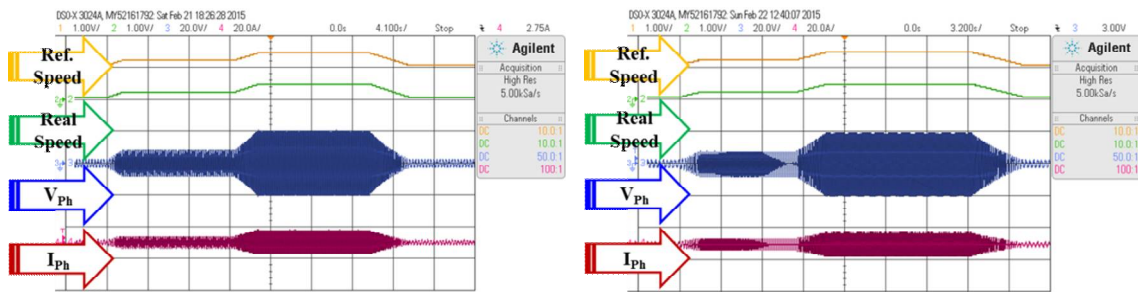 DSO-X 3024A, MY52161792: Sat Feb 21 18:26:28 2015
1 1.00V/ 2 1.00V/ 3 20.0V/ 4 20.0A/ 0.0s 4.100s/ Stop 4 2.75A
Ref.
Speed
Real
Speed
VPh
IPh
Agilent
Acquisition
High Res
5.00kSa/s
Channels
DC 10.0:1
DC 10.0:1
DC 50.0:1
DC 100:1
DSO-X 3024A, MY52161792: Sun Feb 22 12:40:07 2015
1 1.00V/ 2 1.00V/ 3 20.0V/ 4 20.0A/ 0.0s 3.200s/ Stop 3 3.00V
Ref.
Speed
Real
Speed
VPh
IPh
Agilent
Acquisition
High Res
5.00kSa/s
Channels
DC 10.0:1
DC 10.0:1
DC 50.0:1
DC 100:1